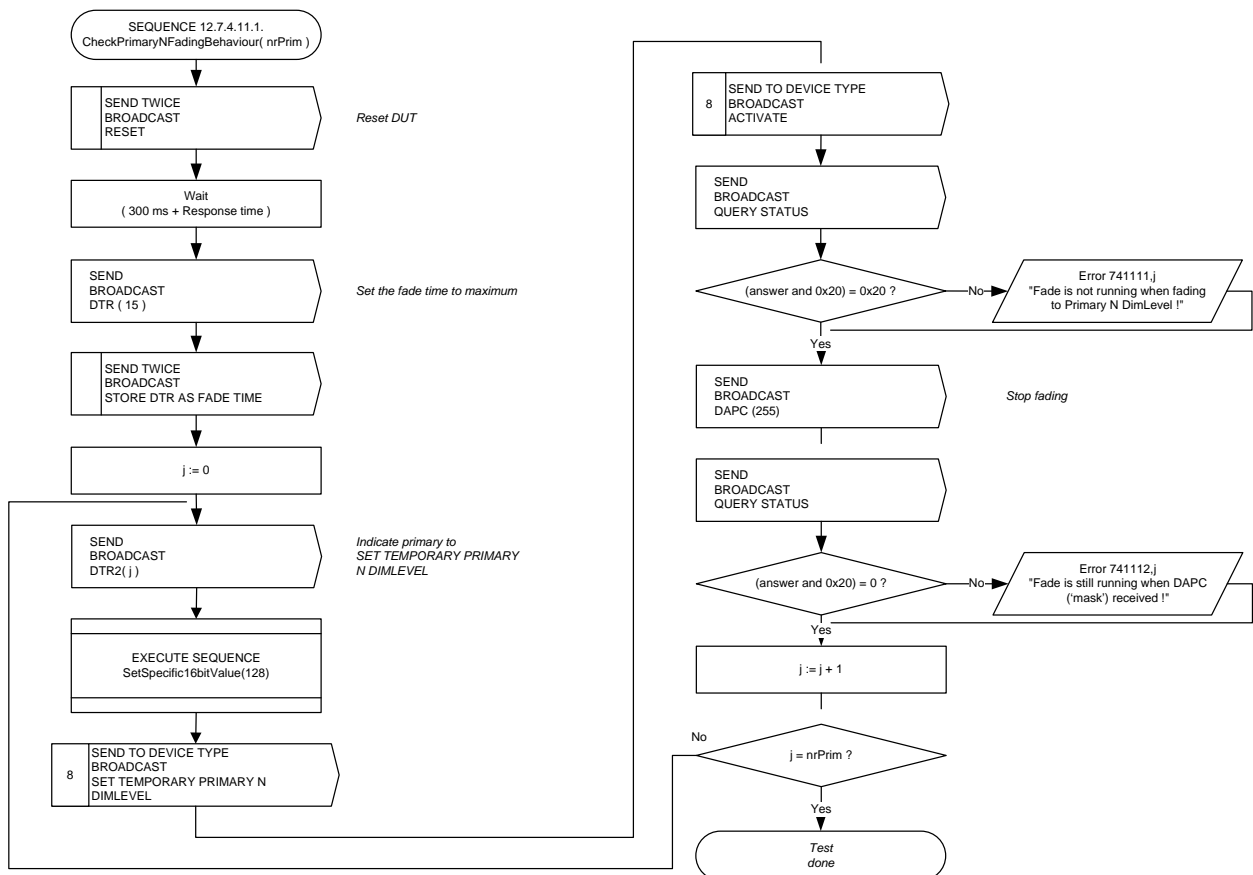 SEQUENCE 12.7.4.11.1.
CheckPrimaryNFadingBehaviour( nrPrim )
SEND TWICE
BROADCAST
RESET
Reset DUT
Wait
( 300 ms + Response time )
SEND
BROADCAST
DTR ( 15 )
Set the fade time to maximum
SEND TWICE
BROADCAST
STORE DTR AS FADE TIME
j := 0
SEND
BROADCAST
DTR2( j )
Indicate primary to
SET TEMPORARY PRIMARY
N DIMLEVEL
EXECUTE SEQUENCE
SetSpecific16bitValue(128)
8
SEND TO DEVICE TYPE
BROADCAST
SET TEMPORARY PRIMARY N
DIMLEVEL
8
SEND TO DEVICE TYPE
BROADCAST
ACTIVATE
SEND
BROADCAST
QUERY STATUS
(answer and 0x20) = 0x20 ?
No
Error 741111,j
"Fade is not running when fading
to Primary N DimLevel !"
Yes
SEND
BROADCAST
DAPC (255)
Stop fading
SEND
BROADCAST
QUERY STATUS
(answer and 0x20) = 0 ?
No
Error 741112,j
"Fade is still running when DAPC
(‘mask’) received !"
Yes
j := j + 1
No
j = nrPrim ?
Yes
Test
done